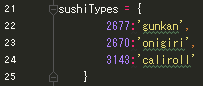 21 sushiTypes = {
22 2677:'gunkan',
23 2670:'onigiri',
24 3143:'caliroll'
25 }